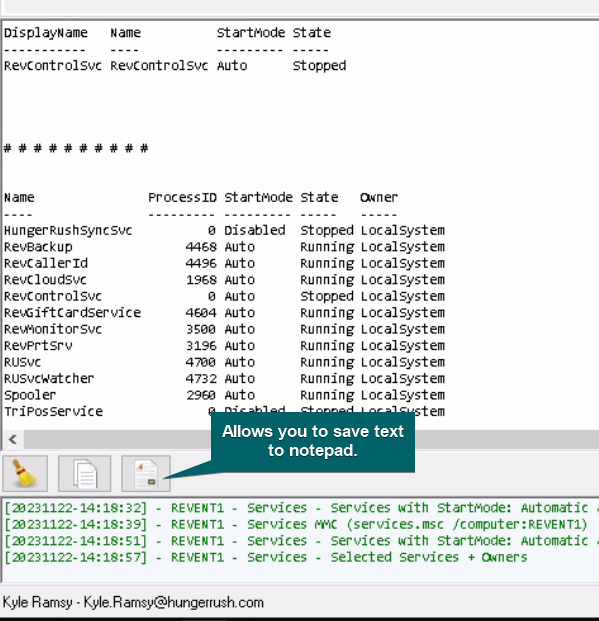 DisplayName Name StartMode State
----------- ---- --------- -----
RevControlSvc RevControlSvc Auto Stopped
# # # # # # # # # #
Name ProcessID StartMode State Owner
---- --------- --------- ----- -----
HungerRushSyncSvc 0 Disabled Stopped LocalSystem
RevBackup 4468 Auto Running LocalSystem
RevCallerId 4496 Auto Running LocalSystem
RevCloudSvc 1968 Auto Running LocalSystem
RevControlSvc 0 Auto Stopped LocalSystem
RevGiftCardService 4604 Auto Running LocalSystem
RevMonitorSvc 3500 Auto Running LocalSystem
RevPrtSrv 3196 Auto Running LocalSystem
RUSvc 4700 Auto Running LocalSystem
RUSvcWatcher 4732 Auto Running LocalSystem
Spooler 2960 Auto Running LocalSystem
TriPosService 0 Disabled Stopped LocalSystem
Allows you to save text
to notepad.
[20231122-14:18:32] - REVENT1 - Services - Services with StartMode: Automatic
[20231122-14:18:39] - REVENT1 - Services MMC (services.msc /computer:REVENT1)
[20231122-14:18:51] - REVENT1 - Services - Services with StartMode: Automatic
[20231122-14:18:57] - REVENT1 - Services - Selected Services + Owners
Kyle Ramsy - Kyle.Ramsy@hungerrush.com